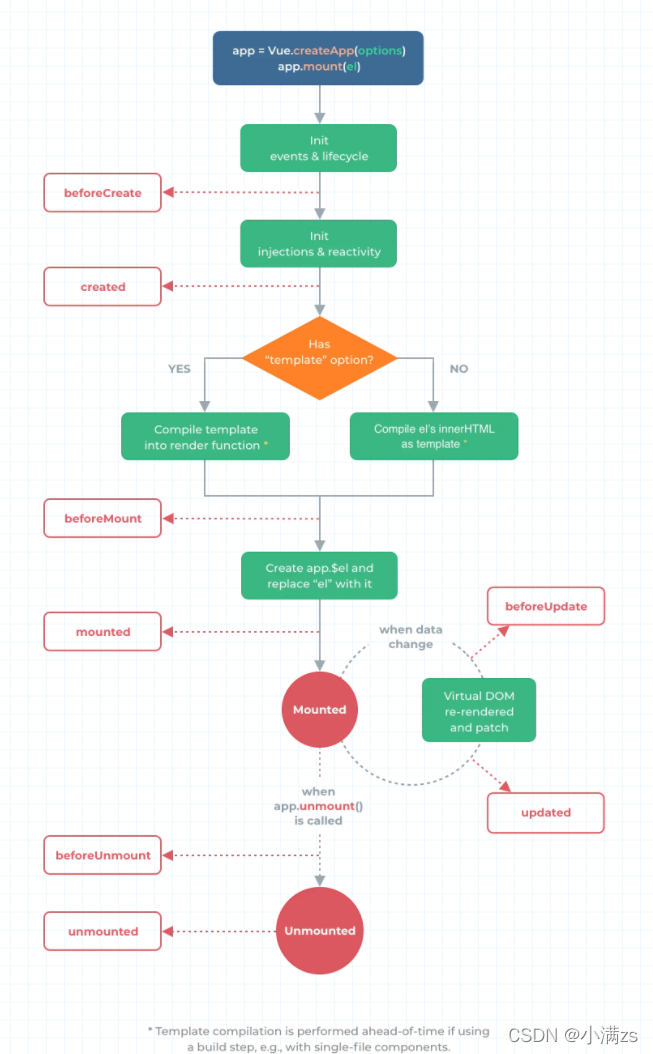 app = Vue.createApp(options)
app.mount(el)
Init
events & lifecycle
beforeCreate
Init
injections & reactivity
created
Has
“template” option?
YES
NO
Compile template
into render function *
Compile el's innerHTML
as template *
beforeMount
Create app.$el and
replace “el” with it
beforeUpdate
mounted
when data
change
Mounted
Virtual DOM
re-rendered
and patch
when
app.unmount()
is called
updated
beforeUnmount
unmounted
Unmounted
* Template compilation is performed ahead-of-time if using
a build step, e.g., with single-file components.
CSDN @小满zs